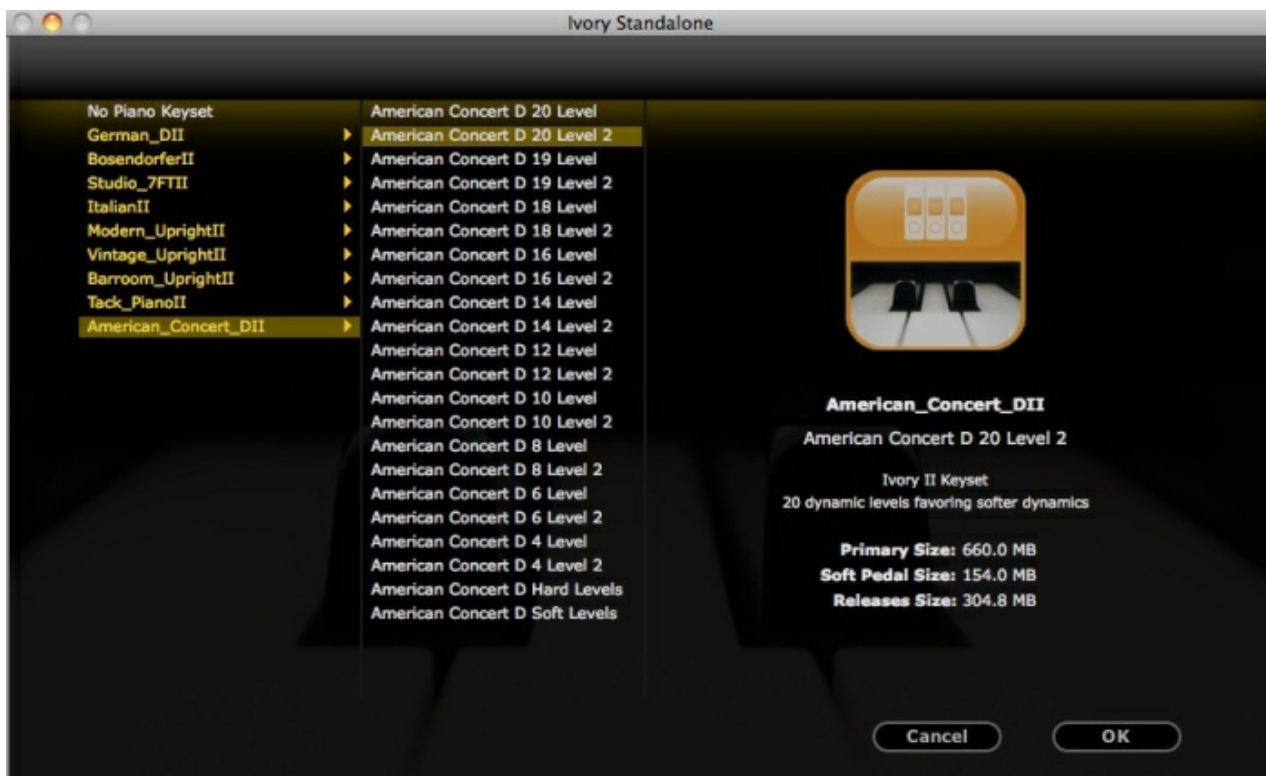 Ivory Standalone
No Piano Keyset
German_DII
BosendorferII
Studio_7FTII
ItalianII
Modern_UprightII
Vintage_UprightII
Barroom_UprightII
Tack_PianoII
American_Concert_DII
American Concert D 20 Level
American Concert D 20 Level 2
American Concert D 19 Level
American Concert D 19 Level 2
American Concert D 18 Level
American Concert D 18 Level 2
American Concert D 16 Level
American Concert D 16 Level 2
American Concert D 14 Level
American Concert D 14 Level 2
American Concert D 12 Level
American Concert D 12 Level 2
American Concert D 10 Level
American Concert D 10 Level 2
American Concert D 8 Level
American Concert D 8 Level 2
American Concert D 6 Level
American Concert D 6 Level 2
American Concert D 4 Level
American Concert D 4 Level 2
American Concert D Hard Levels
American Concert D Soft Levels
American_Concert_DII
American Concert D 20 Level 2
Ivory II Keyset
20 dynamic levels favoring softer dynamics
Primary Size: 660.0 MB
Soft Pedal Size: 154.0 MB
Releases Size: 304.8 MB
Cancel
OK